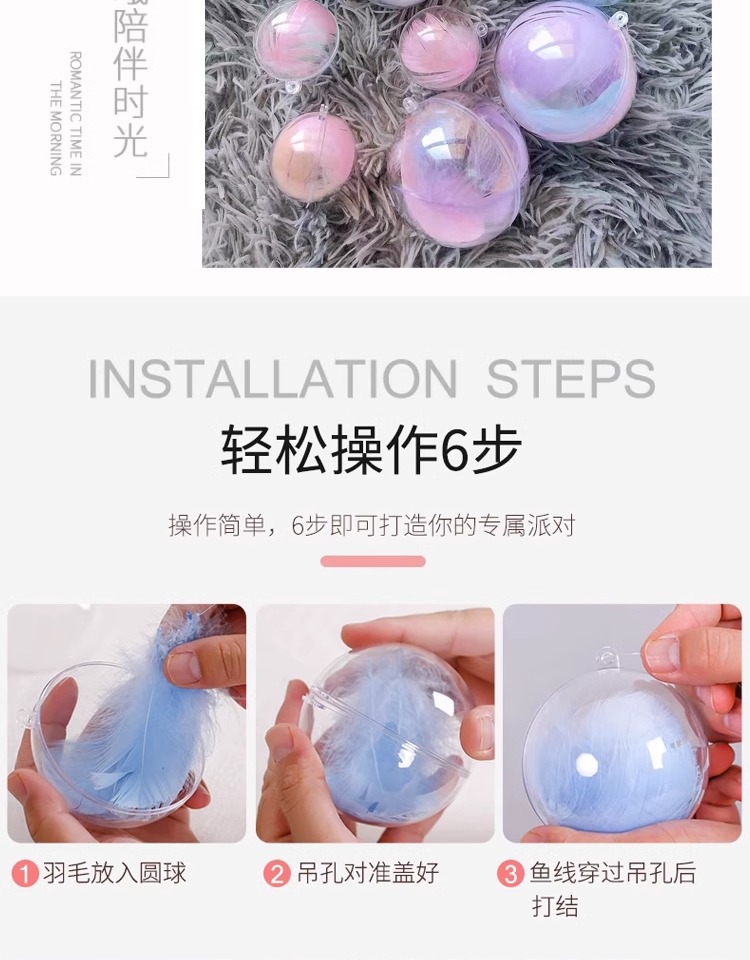 陪伴时光
ROMANTIC TIME IN
THE MORNING
INSTALLATION STEPS
轻松操作6步
操作简单，6步即可打造你的专属派对
1 羽毛放入圆球
2 吊孔对准盖好
3 鱼线穿过吊孔后
打结